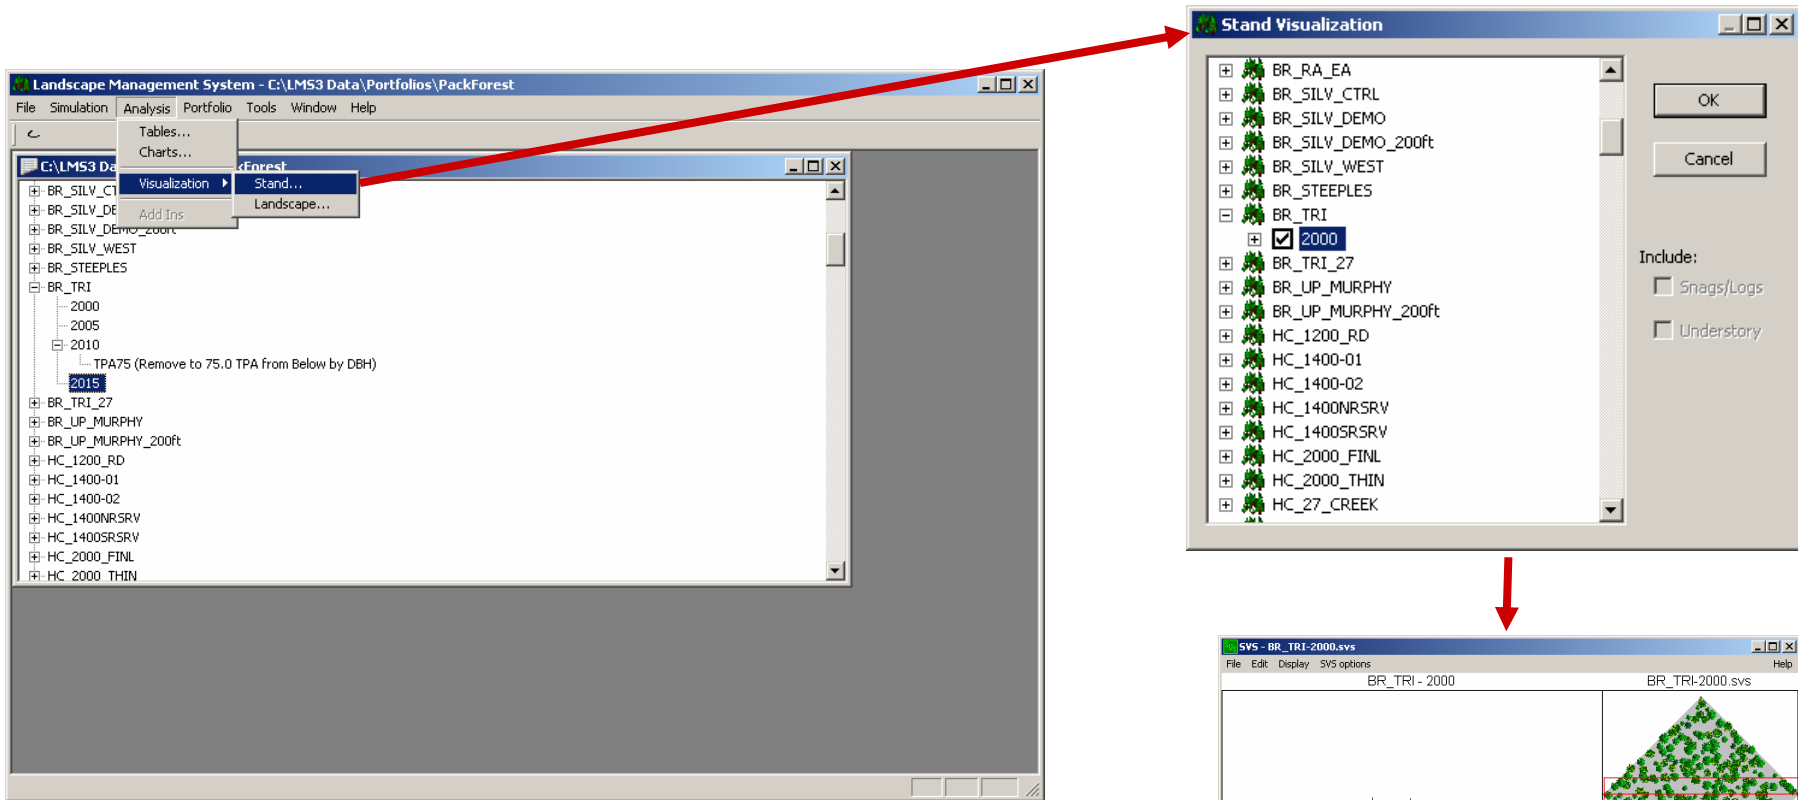 Landscape Management System - C:\LMS3 Data\Portfolios\PackForest
File Simulation Analysis Portfolio Tools Window Help
Tables...
Charts...
Visualization
Add Ins
Stand...
Landscape...
C:\LMS3 Da
kForest
BR_SILV_CT
BR_SILV_DE
BR_SILV_DEMO_200ft
BR_SILV_WEST
BR_STEEPLES
BR_TRI
2000
2005
2010
TPA75 (Remove to 75.0 TPA from Below by DBH)
2015
BR_TRI_27
BR_UP_MURPHY
BR_UP_MURPHY_200ft
HC_1200_RD
HC_1400-01
HC_1400-02
HC_1400NRSRV
HC_1400SRSRV
HC_2000_FINL
HC_2000_THIN
Stand Visualization
BR_RA_EA
BR_SILV_CTRL
BR_SILV_DEMO
BR_SILV_DEMO_200ft
BR_SILV_WEST
BR_STEEPLES
BR_TRI
2000
BR_TRI_27
BR_UP_MURPHY
BR_UP_MURPHY_200ft
HC_1200_RD
HC_1400-01
HC_1400-02
HC_1400NRSRV
HC_1400SRSRV
HC_2000_FINL
HC_2000_THIN
HC_27_CREEK
OK
Cancel
Include:
Snags/Logs
Understory
SVS - BR_TRI-2000.svs
File Edit Display SVS options Help
BR_TRI - 2000
BR_TRI-2000.svs